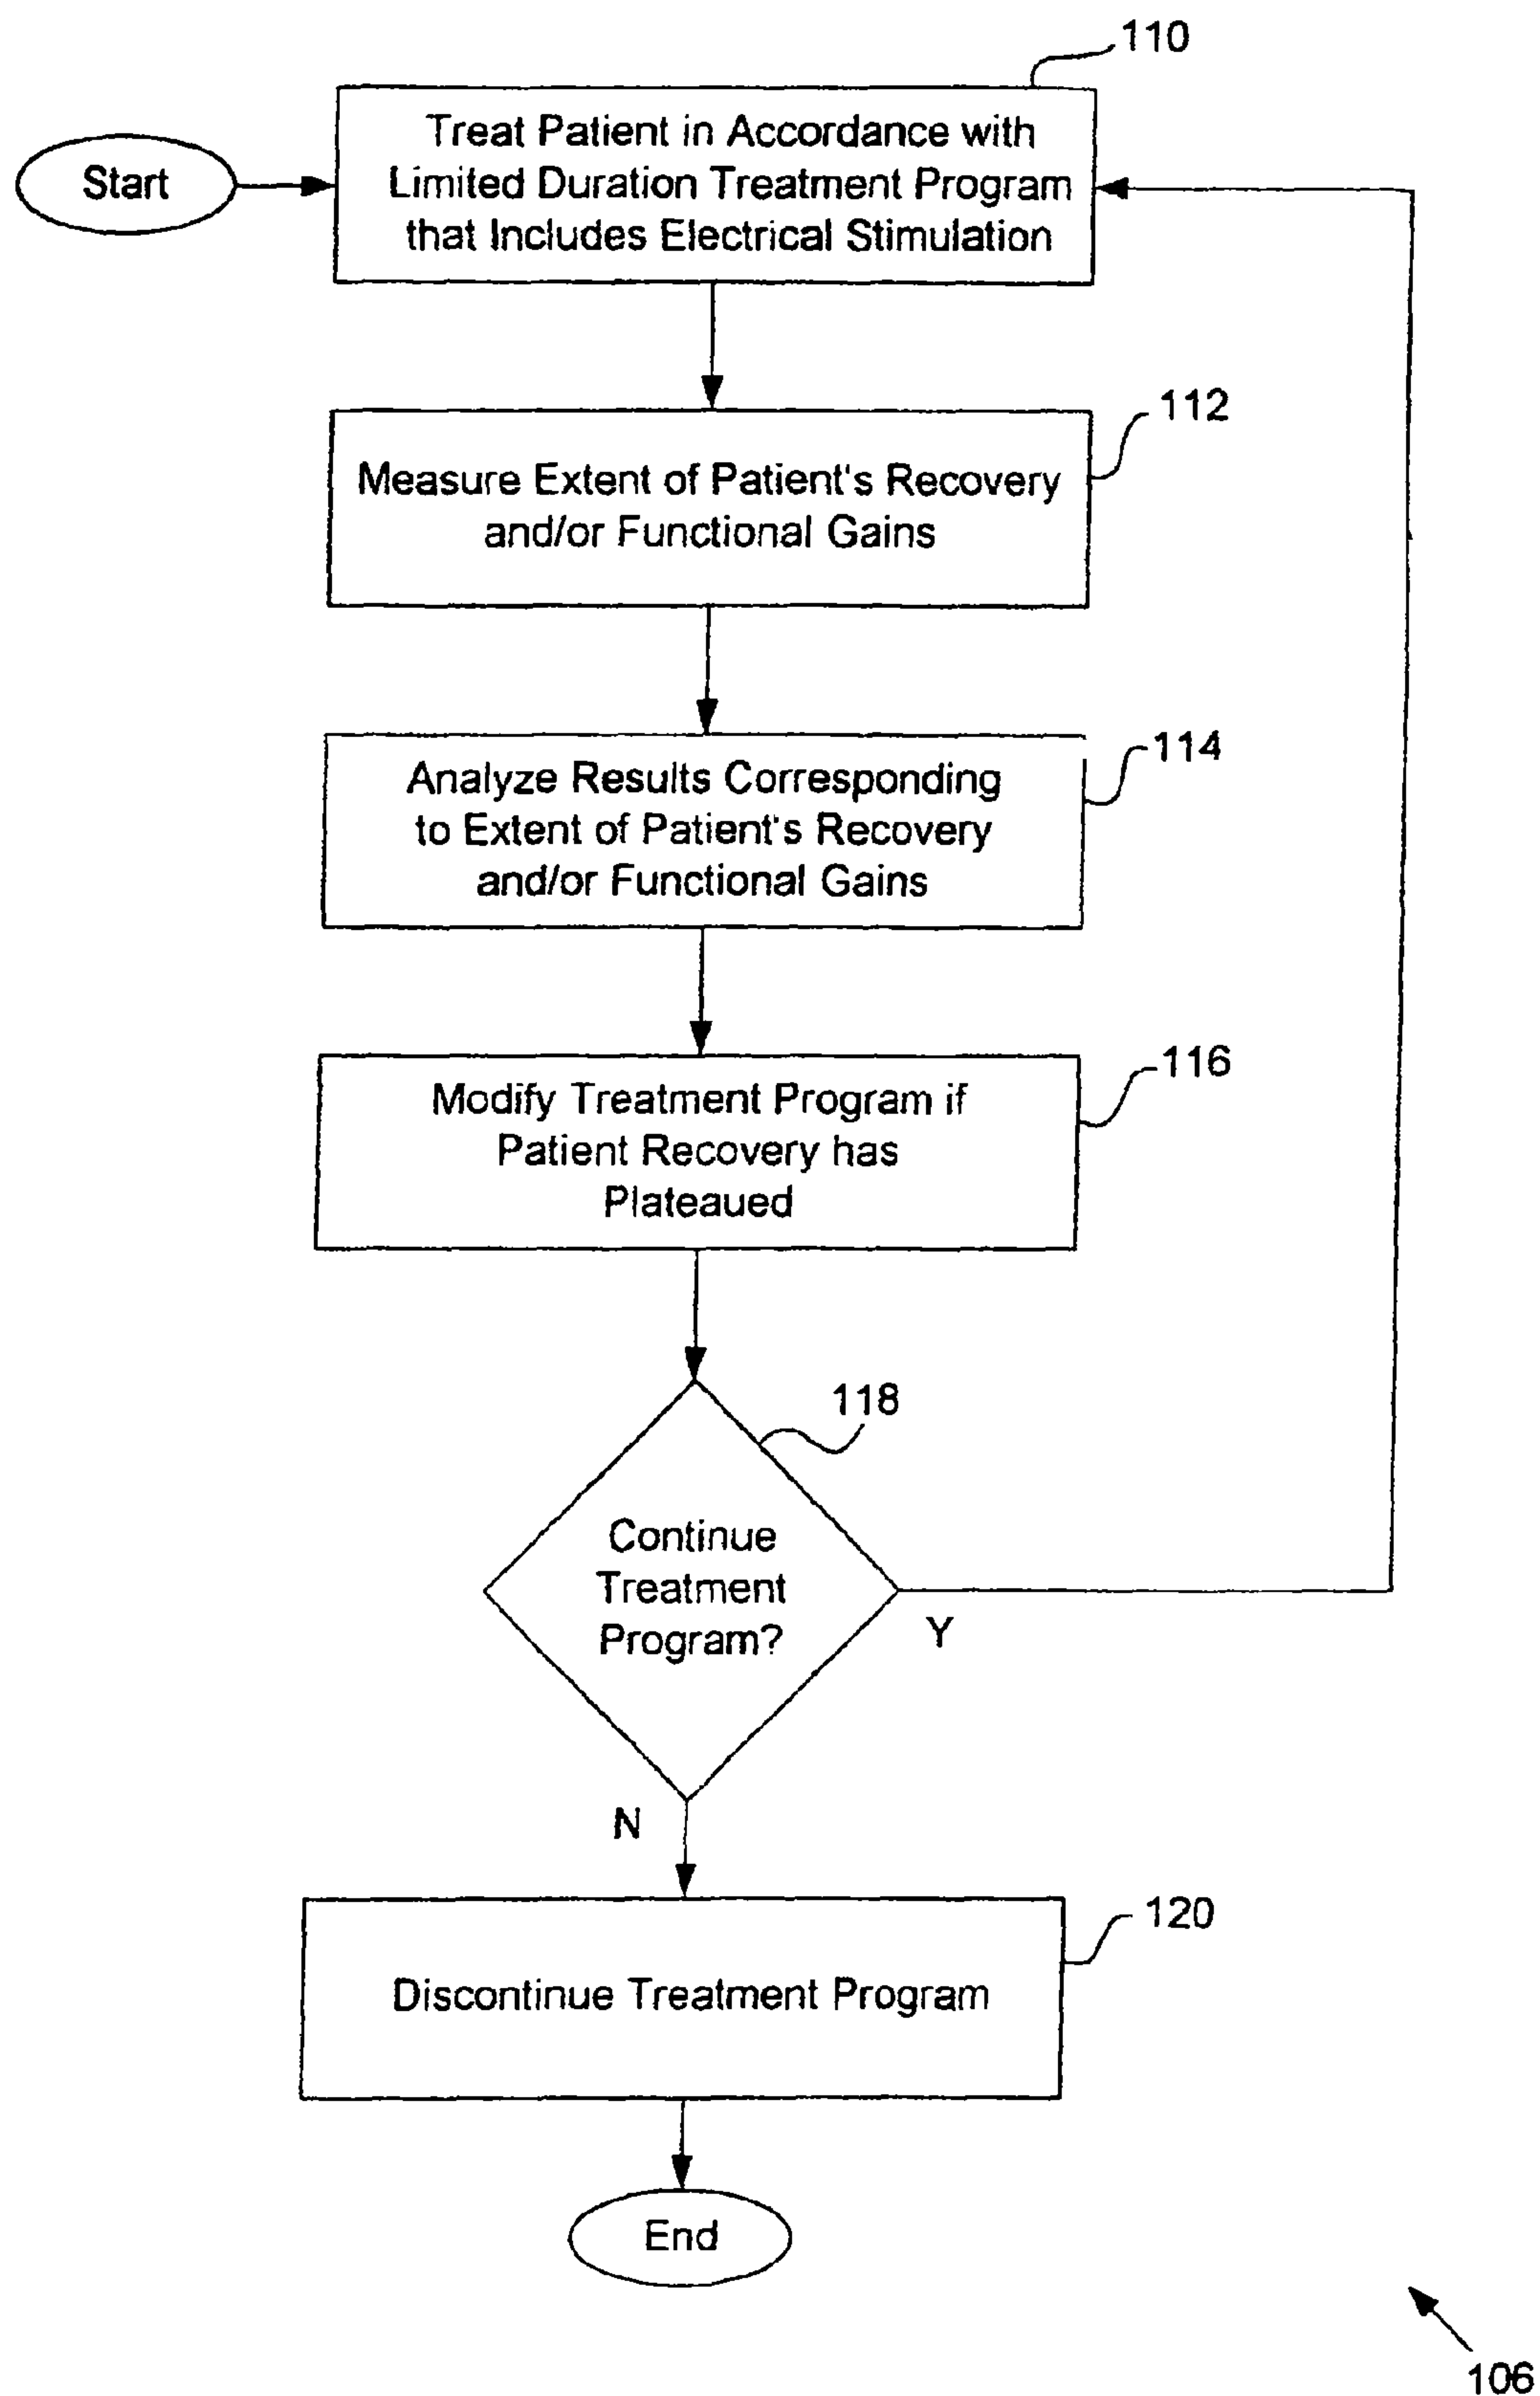 110
Start
Treat Patient in Accordance with
Limited Duration Treatment Program
that Includes Electrical Stimulation
112
Measure Extent of Patient's Recovery
and/or Functional Gains
114
Analyze Results Corresponding
to Extent of Patient's Recovery
and/or Functional Gains
116
Modify Treatment Program if
Patient Recovery has
Plateaued
118
Continue
Treatment
Program?
Y
N
120
Discontinue Treatment Program
End
106